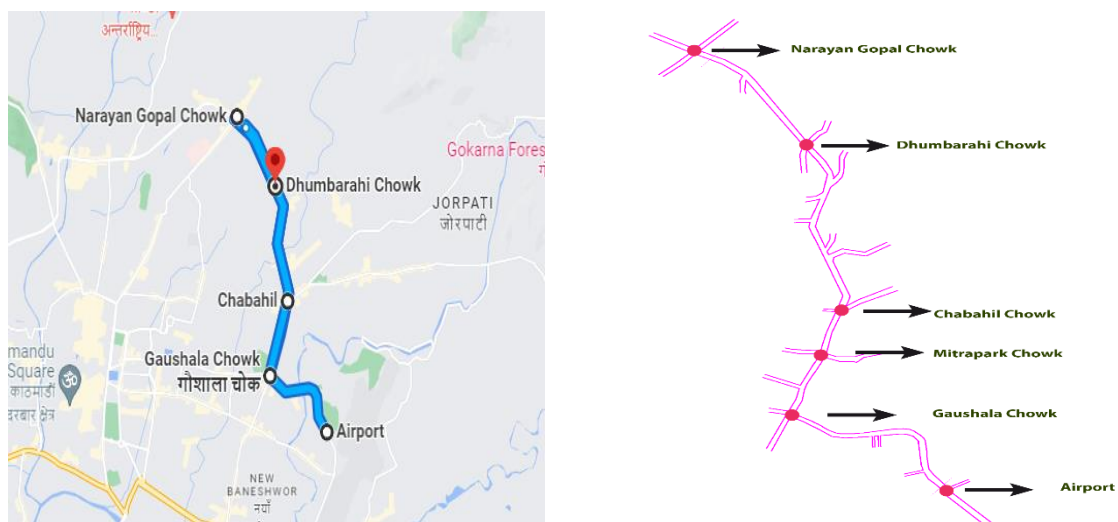 अन्तर्राष्ट्रिय...
Narayan Gopal Chowk
Dhumbarahi Chowk
Gokarna Fores
JORPATI
जोरपाटी
Chabahil
Gaushala Chowk
गौशाला चोक
mandu
Square
काठमाडौँ
दरबार क्षेत्र
Airport
NEW
BANESHWOR
नयाँ
Narayan Gopal Chowk
Dhumbarahi Chowk
Chabahil Chowk
Mitrapark Chowk
Gaushala Chowk
Airport